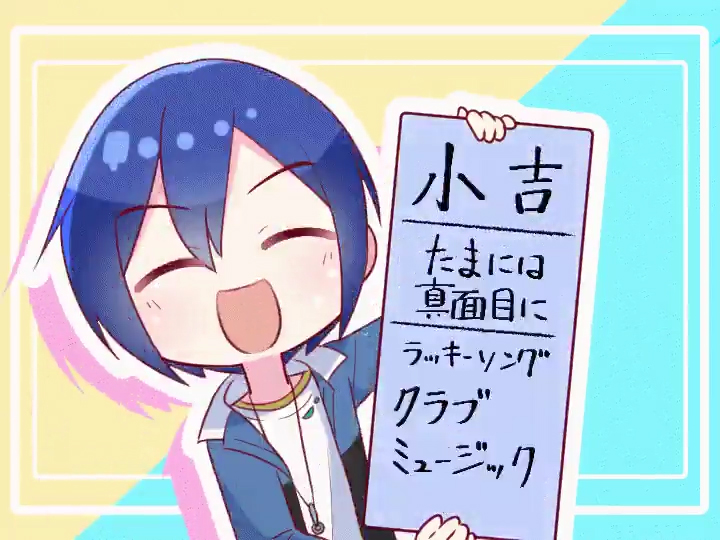 小吉
たまには
真面目に
ラッキーソング
クラブ
ミュージック